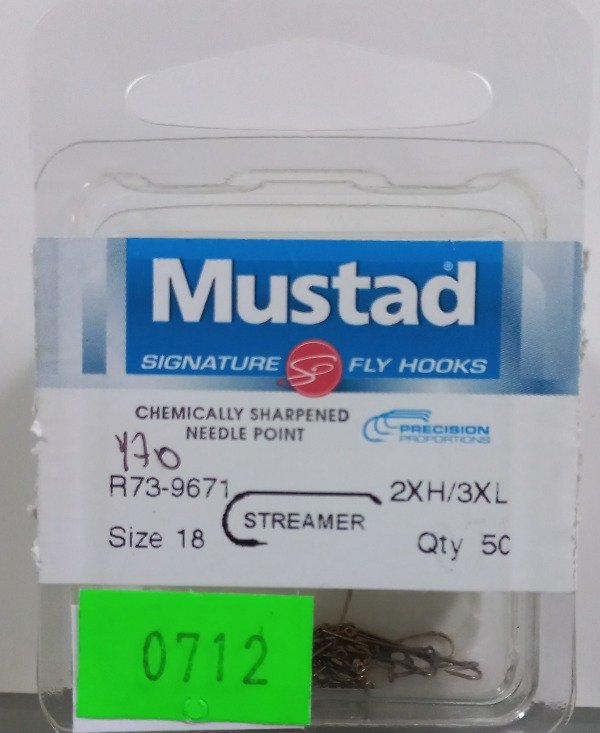 Mustad®
SIGNATURE SP FLY HOOKS
CHEMICALLY SHARPENED
NEEDLE POINT
PRECISION
PROPORTIONS
R73-9671
2XH/3XL
STREAMER
Size 18
Qty 50
0712